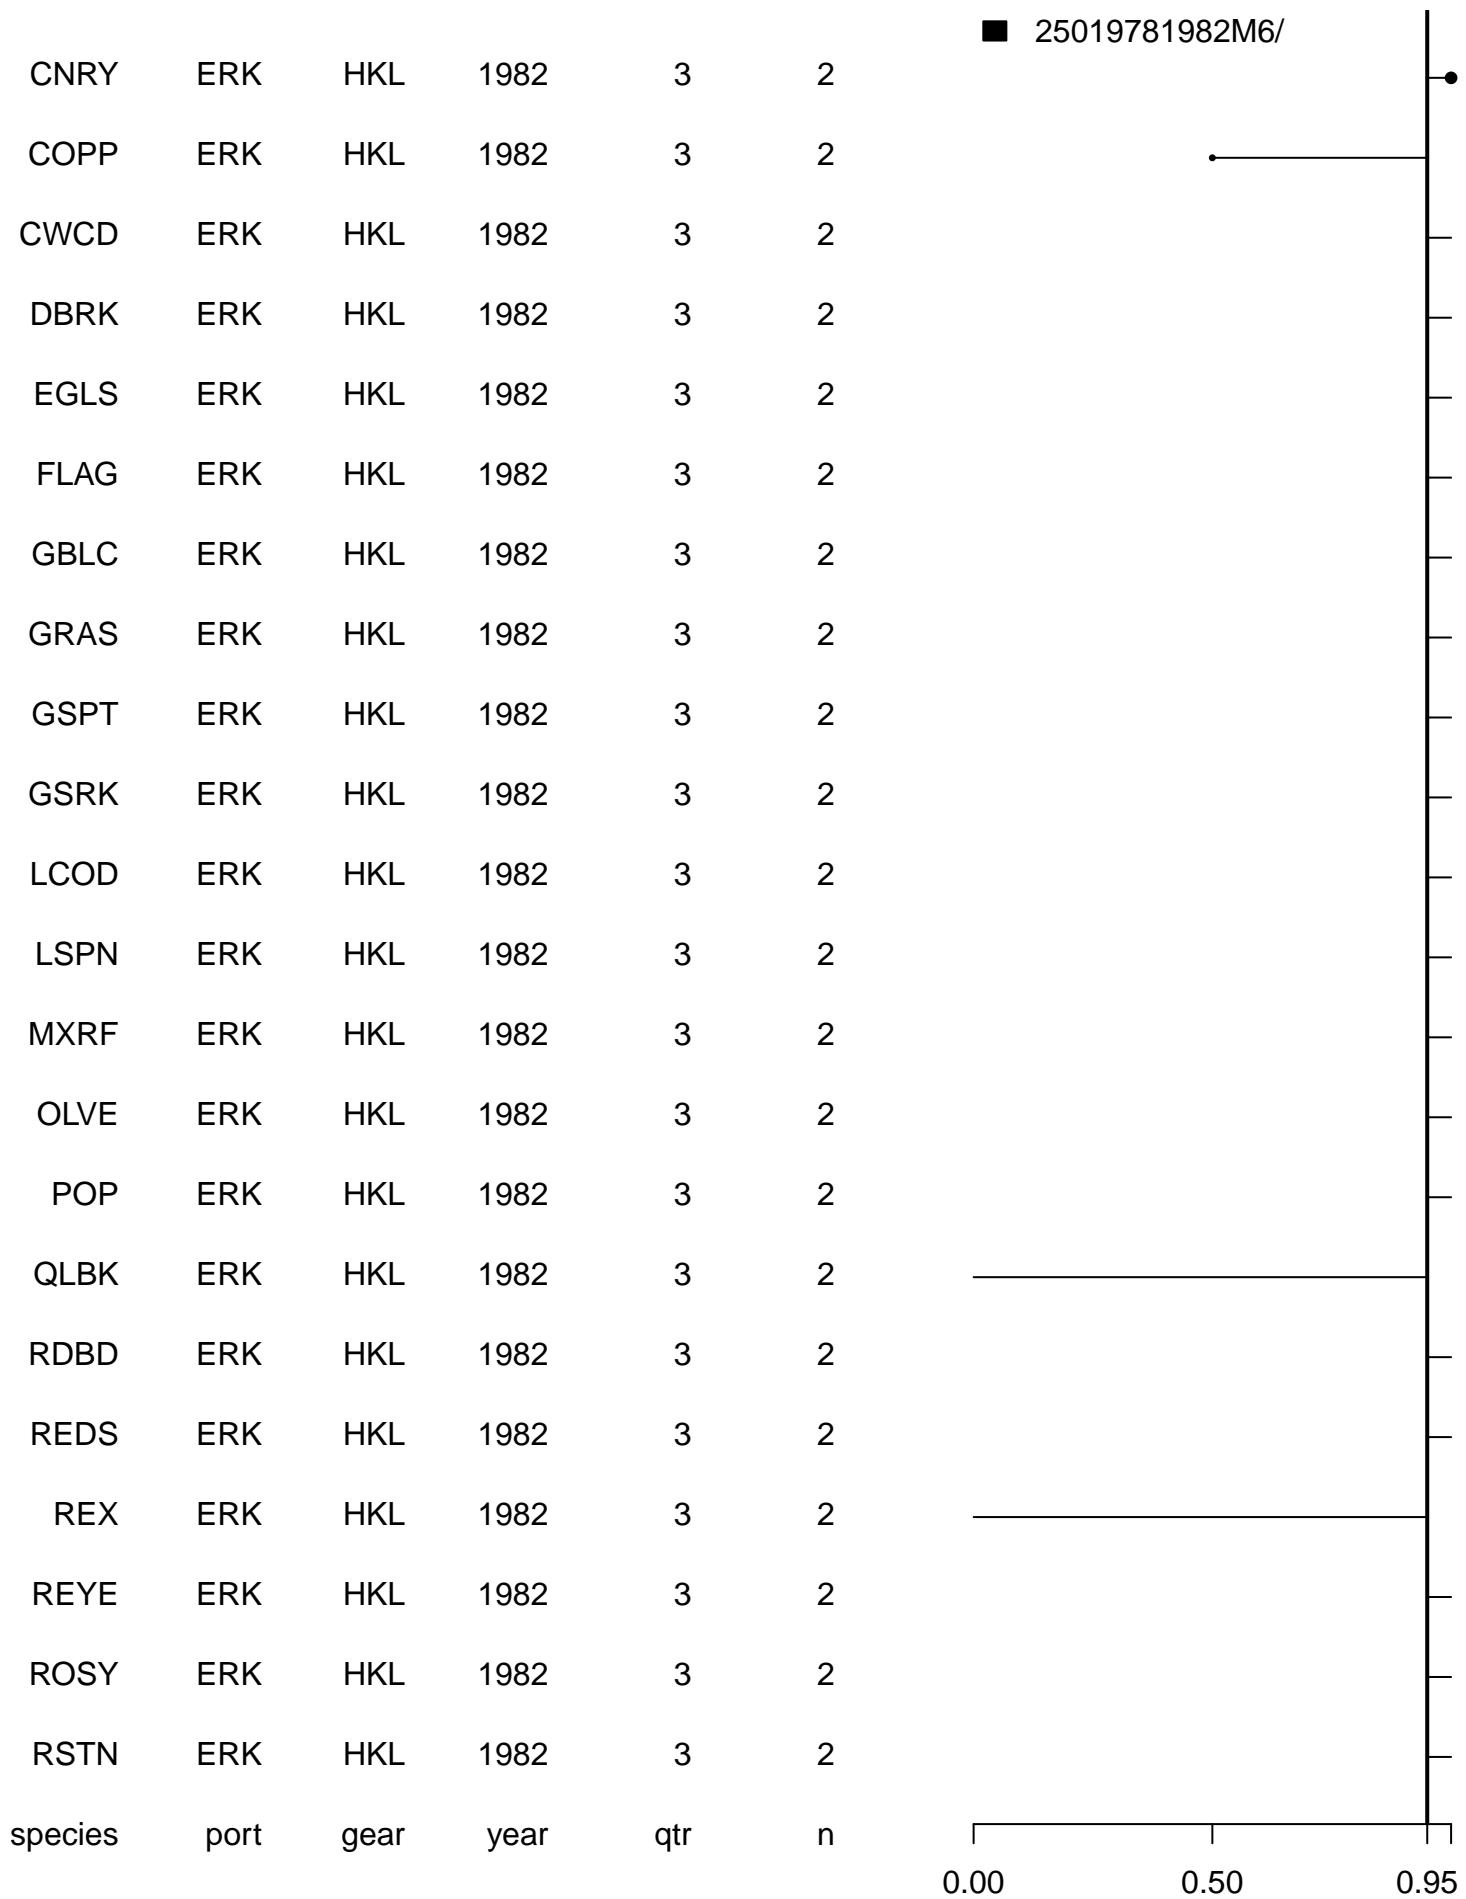 25019781982M6/
CNRY ERK HKL 1982 3 2
COPP ERK HKL 1982 3 2
CWCD ERK HKL 1982 3 2
DBRK ERK HKL 1982 3 2
EGLS ERK HKL 1982 3 2
FLAG ERK HKL 1982 3 2
GBLC ERK HKL 1982 3 2
GRAS ERK HKL 1982 3 2
GSPT ERK HKL 1982 3 2
GSRK ERK HKL 1982 3 2
LCOD ERK HKL 1982 3 2
LSPN ERK HKL 1982 3 2
MXRF ERK HKL 1982 3 2
OLVE ERK HKL 1982 3 2
POP ERK HKL 1982 3 2
QLBK ERK HKL 1982 3 2
RDBD ERK HKL 1982 3 2
REDS ERK HKL 1982 3 2
REX ERK HKL 1982 3 2
REYE ERK HKL 1982 3 2
ROSY ERK HKL 1982 3 2
RSTN ERK HKL 1982 3 2
species port gear year qtr n
0.00 0.50 0.95